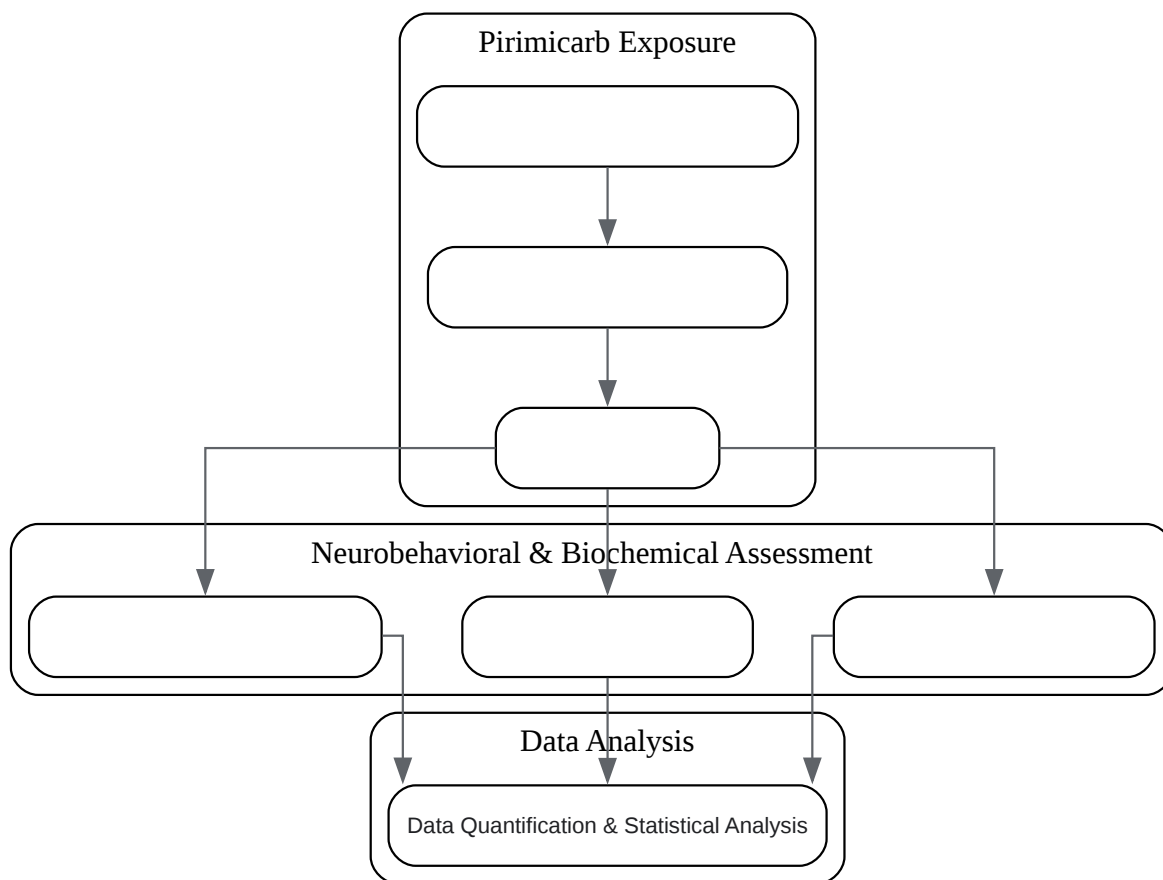 Pirimicarb Exposure
Neurobehavioral & Biochemical Assessment
Data Analysis
Data Quantification & Statistical Analysis